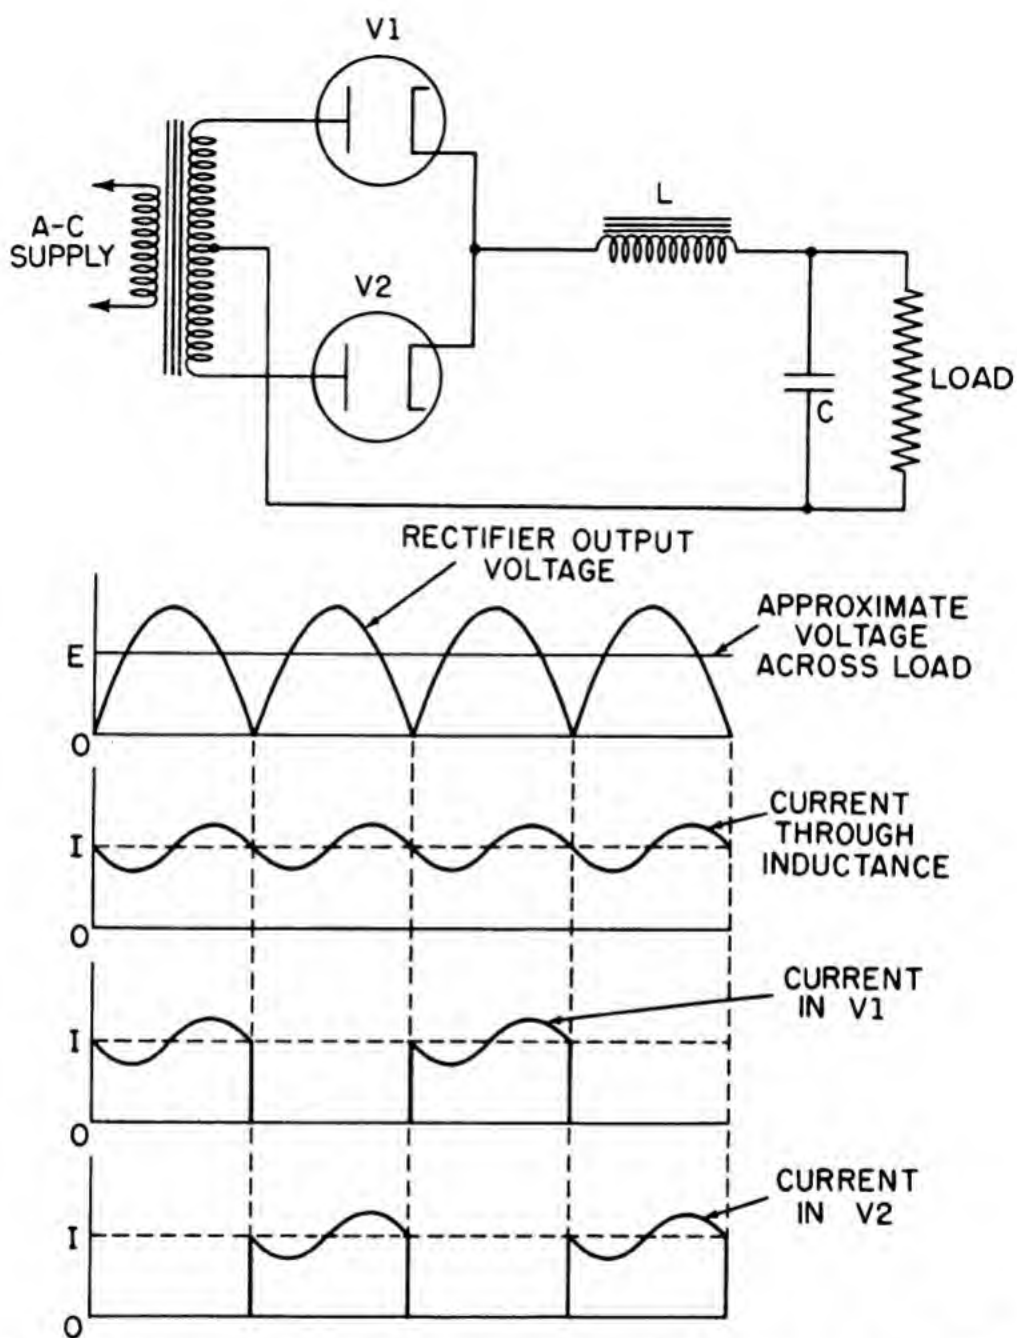 V1
A-C
SUPPLY
L
V2
C
LOAD
RECTIFIER OUTPUT
VOLTAGE
APPROXIMATE
VOLTAGE
ACROSS LOAD
E
O
CURRENT
THROUGH
INDUCTANCE
I
O
CURRENT
IN V1
I
O
CURRENT
IN V2
I
O